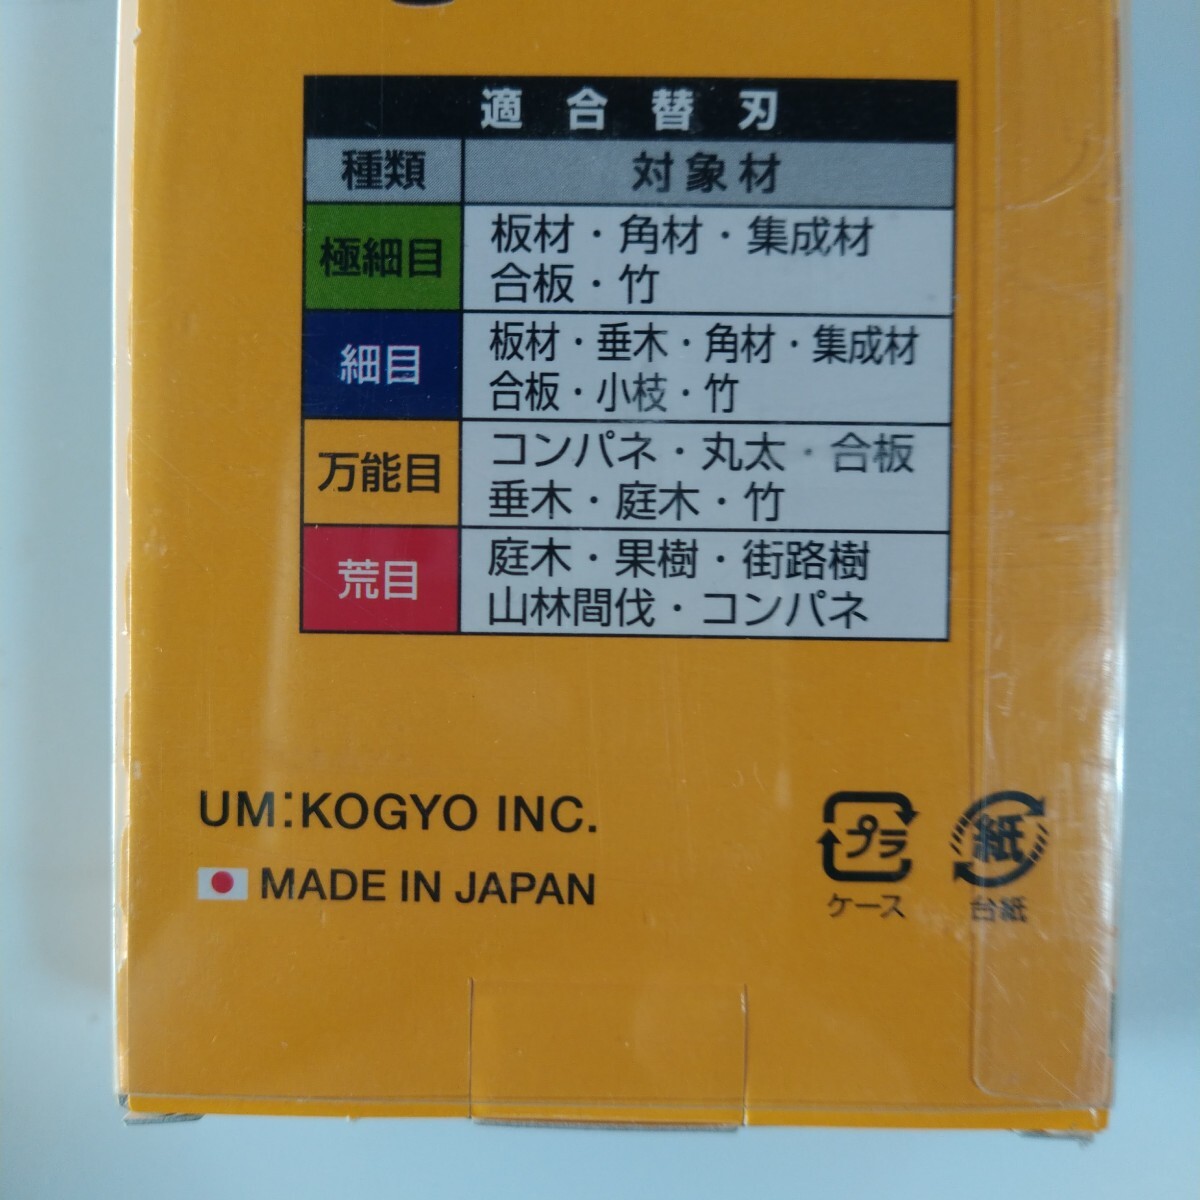 適合替刃
種類 対象材
極細目 板材・角材・集成材
合板・竹
細目 板材・垂木・角材・集成材
合板・小枝・竹
万能目 コンパネ・丸太・合板
垂木・庭木・竹
荒目 庭木・果樹・街路樹
山林間伐・コンパネ
UM:KOGYO INC.
MADE IN JAPAN
プラ 紙
ケース 台紙